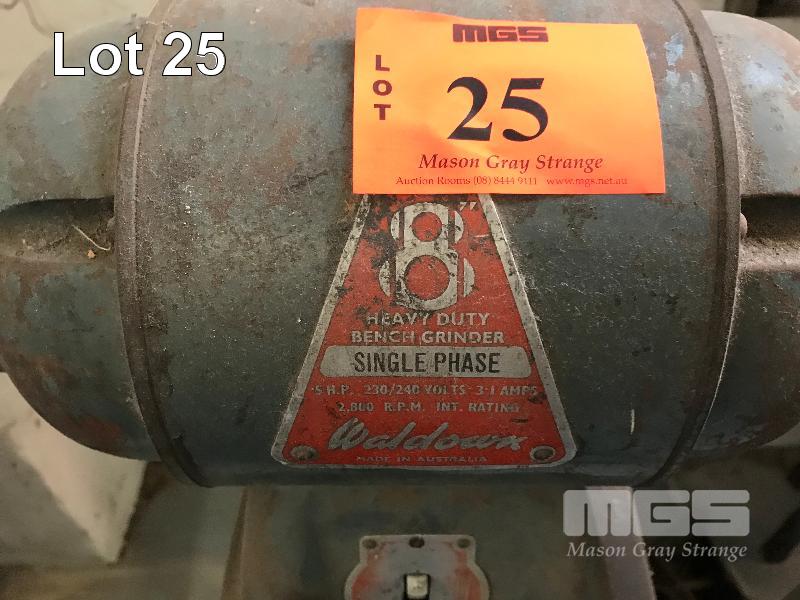 Lot 25
MGS
LOT
25
Mason Gray Strange
Auction Rooms (08) 8444 9111 www.mgs.net.au
8"
HEAVY DUTY
BENCH GRINDER
SINGLE PHASE
·5 H.P. 230/240 VOLTS 3·1 AMPS
2,800 R.P.M. INT. RATING
Waldown
MADE IN AUSTRALIA
MGS
Mason Gray Strange